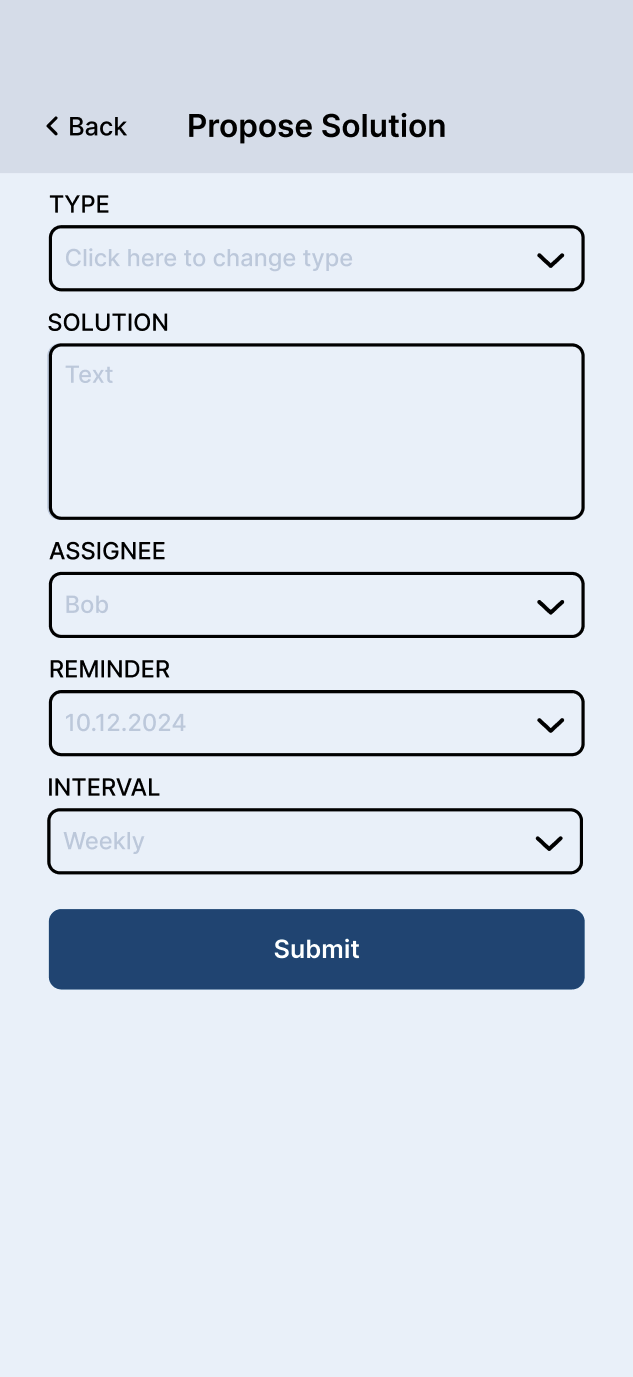 Back
Propose Solution
TYPE
Click here to change type
SOLUTION
Text
ASSIGNEE
Bob
REMINDER
10.12.2024
INTERVAL
Weekly
Submit